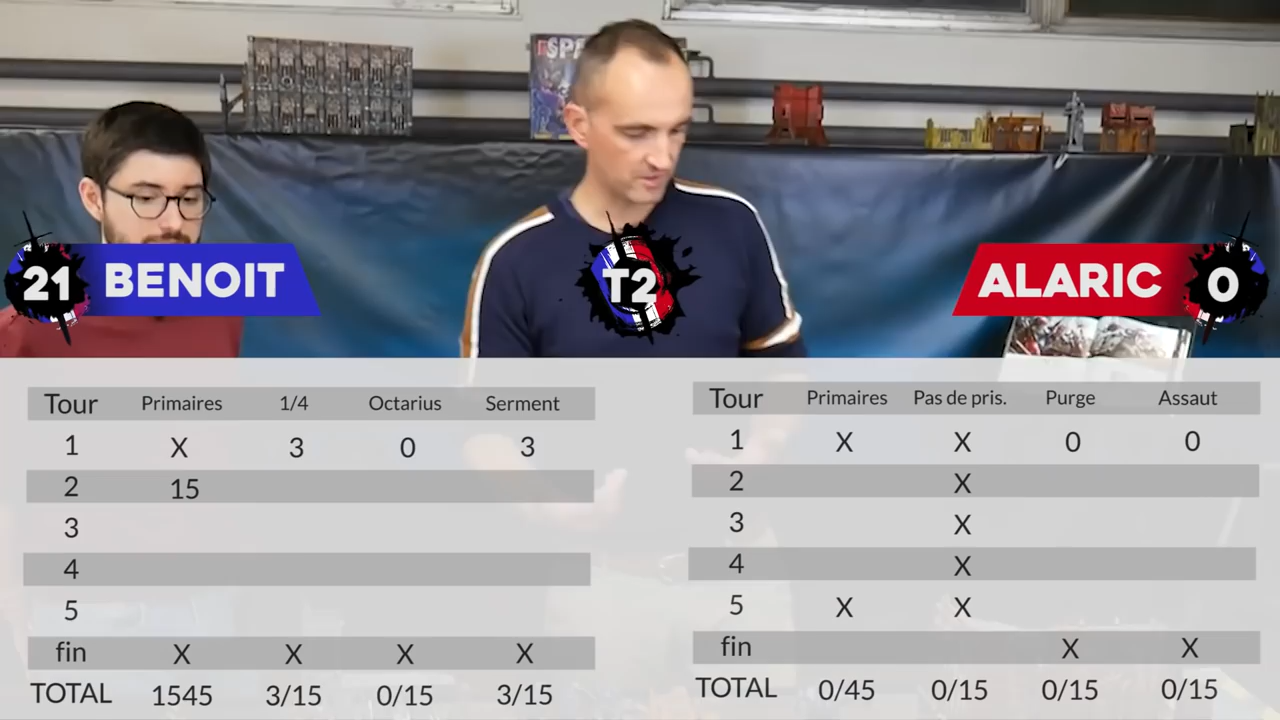 SPA
21 BENOIT
T2
ALARIC 0
Tour Primaires 1/4 Octarius Serment
1 X 3 0 3
2 15
3
4
5
fin X X X X
TOTAL 1545 3/15 0/15 3/15
Tour Primaires Pas de pris. Purge Assaut
1 X X 0 0
2 X
3 X
4 X
5 X X
fin X X
TOTAL 0/45 0/15 0/15 0/15